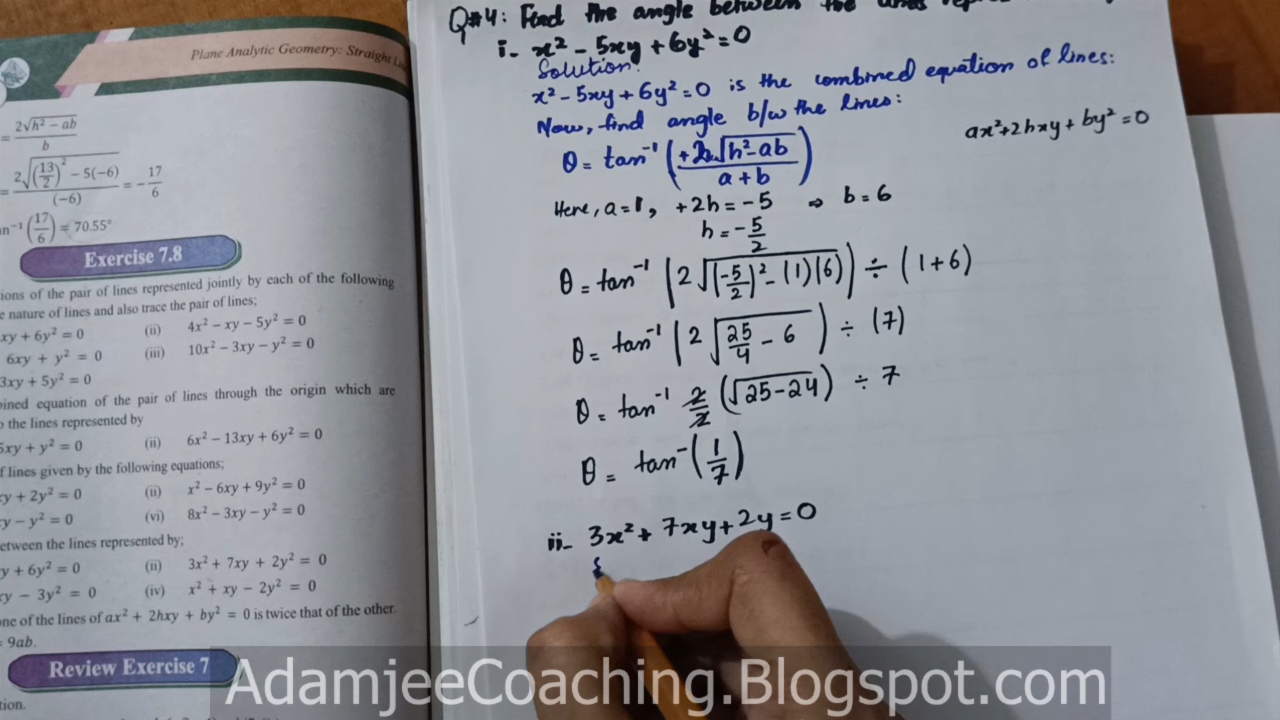 Plane Analytic Geometry: Straight
= 2√(h² − ab) / b
= 2√((13/2)² − 5(−6)) / (−6) = − 17/6
(17/6) = 70.55°
Exercise 7.8
of the pair of lines represented jointly by each of the following
nature of lines and also trace the pair of lines;
xy + 6y² = 0 (ii) 4x² − xy − 5y² = 0
6xy + y² = 0 (iii) 10x² − 3xy − y² = 0
3xy + 5y² = 0
equation of the pair of lines through the origin which are
the lines represented by
xy + y² = 0 (ii) 6x² − 13xy + 6y² = 0
lines given by the following equations;
y + 2y² = 0 (ii) x² − 6xy + 9y² = 0
y − y² = 0 (vi) 8x² − 3xy − y² = 0
between the lines represented by;
y + 6y² = 0 (ii) 3x² + 7xy + 2y² = 0
y − 3y² = 0 (iv) x² + xy − 2y² = 0
one of the lines of ax² + 2hxy + by² = 0 is twice that of the other.
9ab.
Review Exercise 7
Q#4: Find the angle between the lines
i- x² - 5xy + 6y² = 0
Solution:
x² - 5xy + 6y² = 0 is the combined equation of lines:
Now, find angle b/w the lines:
ax² + 2hxy + by² = 0
θ = tan⁻¹ (+2√(h² - ab) / a + b)
Here, a = 1, +2h = -5 ⇒ b = 6
h = -5/2
θ = tan⁻¹ (2 √((-5/2)² - (1)(6))) ÷ (1+6)
θ = tan⁻¹ (2 √(25/4 - 6)) ÷ (7)
θ = tan⁻¹ 2/2 (√(25-24)) ÷ 7
θ = tan⁻ (1/7)
ii- 3x² + 7xy + 2y = 0
AdamjeeCoaching.Blogspot.com